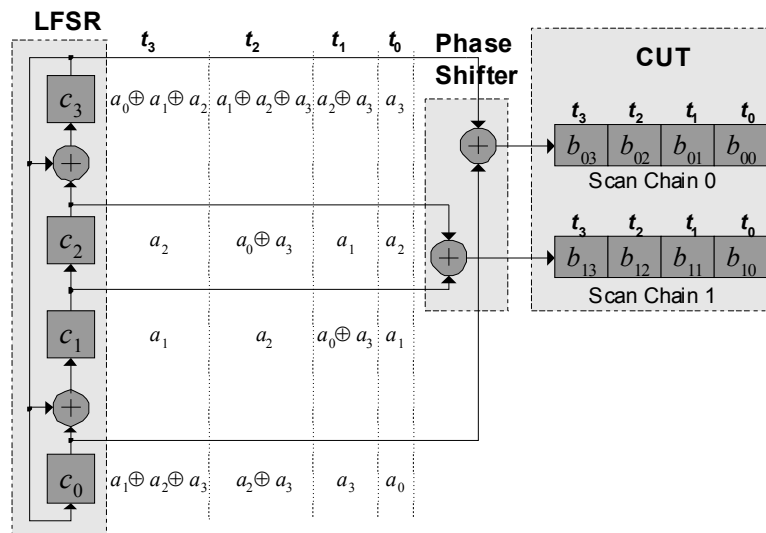 LFSR
t₃ t₂ t₁ t₀
Phase Shifter
CUT
c₃ a₀ ⊕ a₁ ⊕ a₂ a₁ ⊕ a₂ ⊕ a₃ a₂ ⊕ a₃ a₃
t₃ t₂ t₁ t₀
+ + b₀₃ b₀₂ b₀₁ b₀₀
Scan Chain 0
c₂ a₂ a₀ ⊕ a₃ a₁ a₂
t₃ t₂ t₁ t₀
+ b₁₃ b₁₂ b₁₁ b₁₀
Scan Chain 1
c₁ a₁ a₂ a₀ ⊕ a₃ a₁
+
c₀ a₁ ⊕ a₂ ⊕ a₃ a₂ ⊕ a₃ a₃ a₀